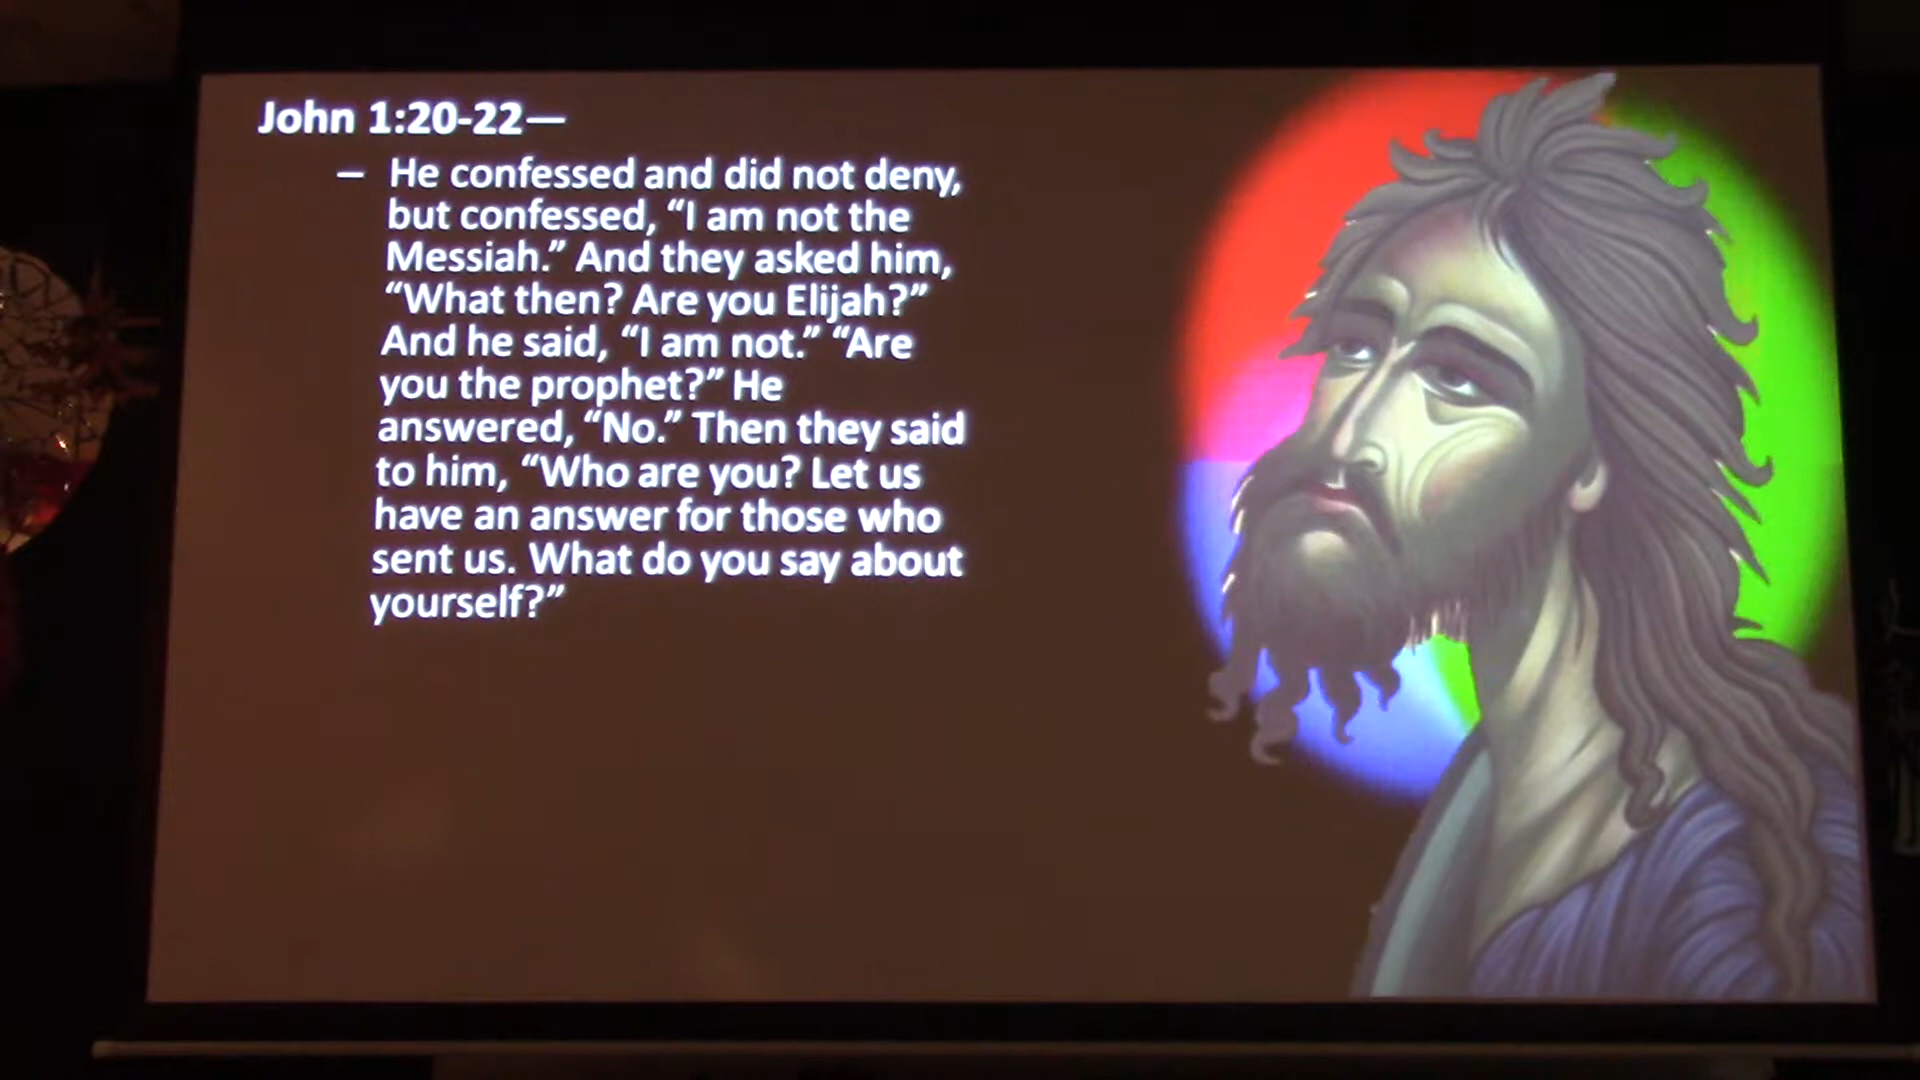 John 1:20-22—
– He confessed and did not deny,
but confessed, “I am not the
Messiah.” And they asked him,
“What then? Are you Elijah?”
And he said, “I am not.” “Are
you the prophet?” He
answered, “No.” Then they said
to him, “Who are you? Let us
have an answer for those who
sent us. What do you say about
yourself?”